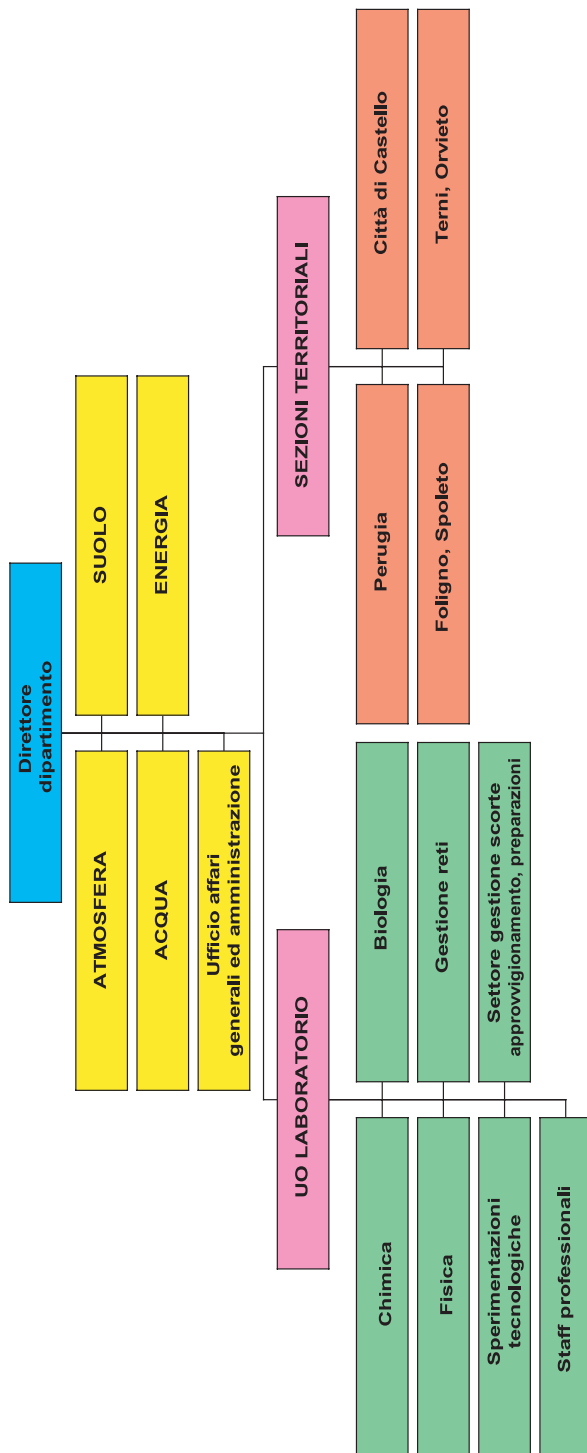 Direttore
dipartimento
ATMOSFERA
SUOLO
ACQUA
ENERGIA
Ufficio affari
generali ed amministrazione
UO LABORATORIO
SEZIONI TERRITORIALI
Chimica
Biologia
Fisica
Gestione reti
Sperimentazioni
tecnologiche
Settore gestione scorte
approvvigionamento, preparazioni
Staff professionali
Perugia
Città di Castello
Foligno, Spoleto
Terni, Orvieto